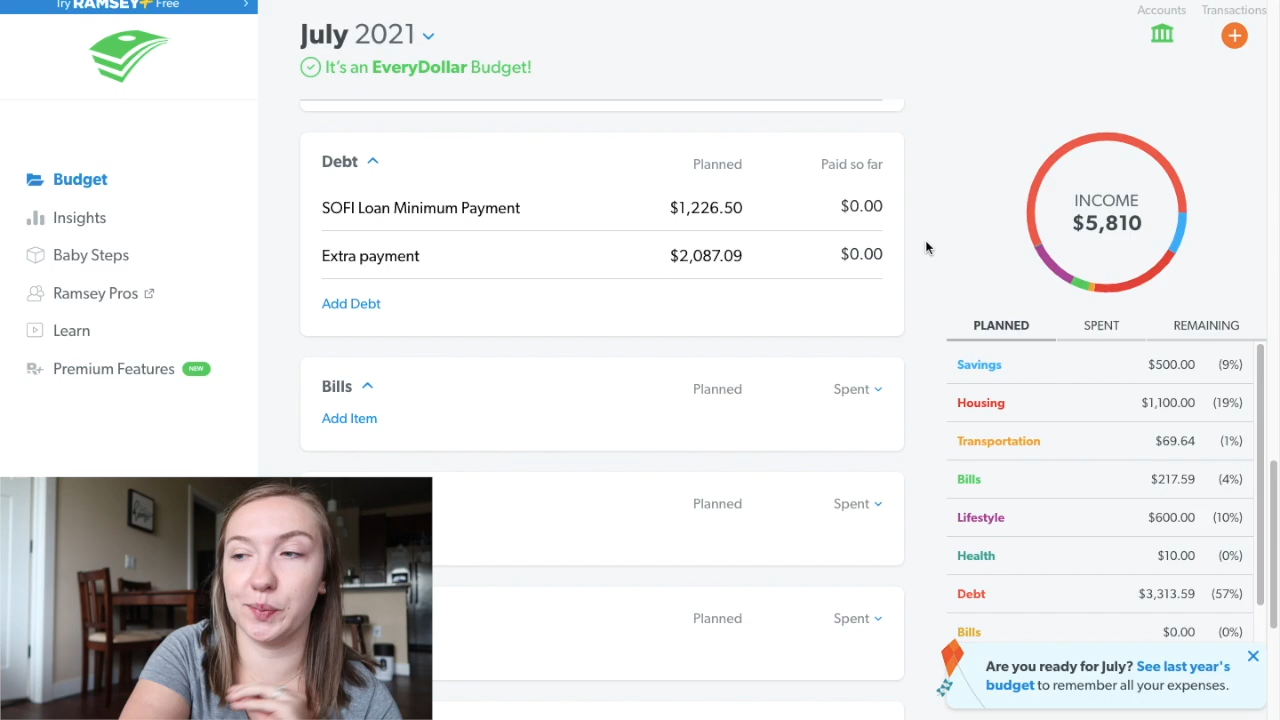 Try RAMSEY+ Free
Accounts Transactions
July 2021
It's an EveryDollar Budget!
Budget
Insights
Baby Steps
Ramsey Pros
Learn
R+ Premium Features NEW
Debt Planned Paid so far
SOFI Loan Minimum Payment $1,226.50 $0.00
Extra payment $2,087.09 $0.00
Add Debt
Bills Planned Spent
Add Item
Planned Spent
Planned Spent
INCOME
$5,810
PLANNED SPENT REMAINING
Savings $500.00 (9%)
Housing $1,100.00 (19%)
Transportation $69.64 (1%)
Bills $217.59 (4%)
Lifestyle $600.00 (10%)
Health $10.00 (0%)
Debt $3,313.59 (57%)
Bills $0.00 (0%)
Are you ready for July? See last year's
budget to remember all your expenses.